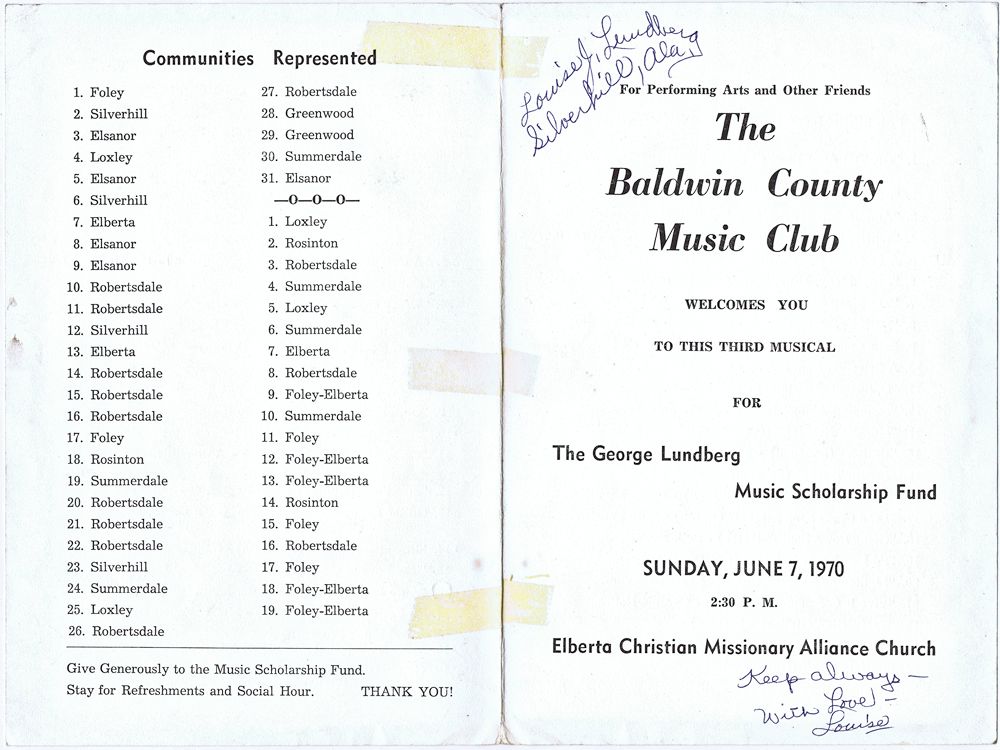 Communities Represented
1. Foley
2. Silverhill
3. Elsanor
4. Loxley
5. Elsanor
6. Silverhill
7. Elberta
8. Elsanor
9. Elsanor
10. Robertsdale
11. Robertsdale
12. Silverhill
13. Elberta
14. Robertsdale
15. Robertsdale
16. Robertsdale
17. Foley
18. Rosinton
19. Summerdale
20. Robertsdale
21. Robertsdale
22. Robertsdale
23. Silverhill
24. Summerdale
25. Loxley
26. Robertsdale
27. Robertsdale
28. Greenwood
29. Greenwood
30. Summerdale
31. Elsanor
—O—O—O—
1. Loxley
2. Rosinton
3. Robertsdale
4. Summerdale
5. Loxley
6. Summerdale
7. Elberta
8. Robertsdale
9. Foley-Elberta
10. Summerdale
11. Foley
12. Foley-Elberta
13. Foley-Elberta
14. Rosinton
15. Foley
16. Robertsdale
17. Foley
18. Foley-Elberta
19. Foley-Elberta
Give Generously to the Music Scholarship Fund.
Stay for Refreshments and Social Hour. THANK YOU!
Louise J. Lundberg
Silverhill, Ala,
For Performing Arts and Other Friends
The
Baldwin County
Music Club
WELCOMES YOU
TO THIS THIRD MUSICAL
FOR
The George Lundberg
Music Scholarship Fund
SUNDAY, JUNE 7, 1970
2:30 P. M.
Elberta Christian Missionary Alliance Church
Keep always —
With Love! —
Louise